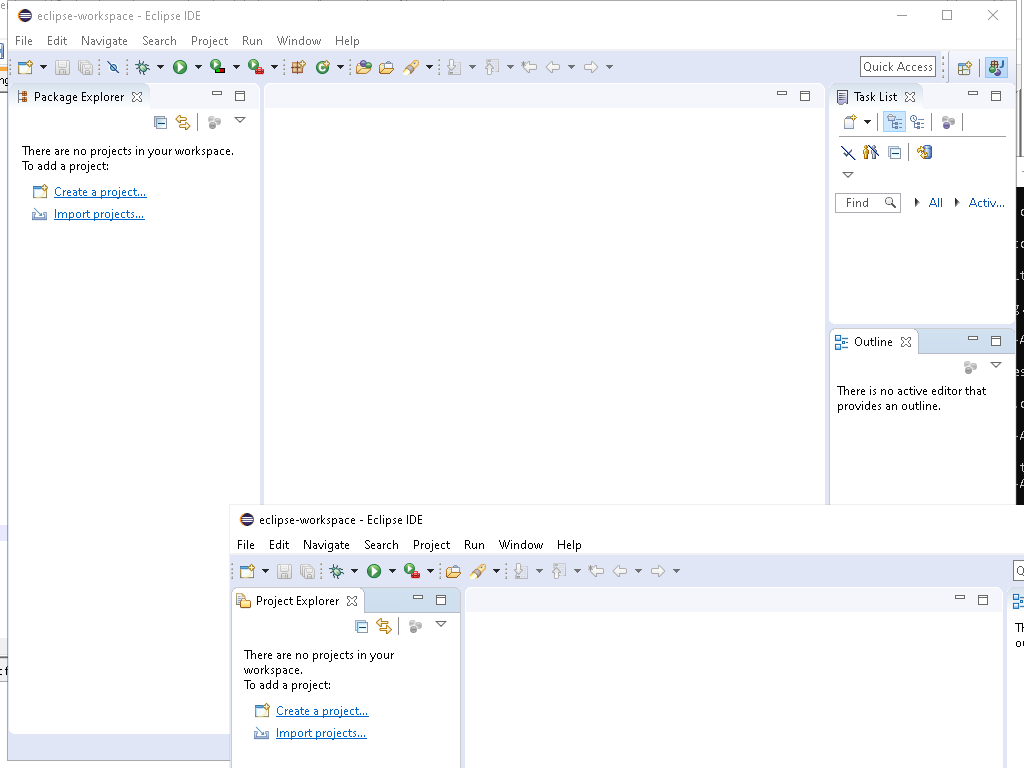 eclipse-workspace - Eclipse IDE
File Edit Navigate Search Project Run Window Help
Quick Access
Package Explorer
Task List
There are no projects in your workspace.
To add a project:
Create a project...
Import projects...
Find All Activ...
Outline
There is no active editor that
provides an outline.
eclipse-workspace - Eclipse IDE
File Edit Navigate Search Project Run Window Help
Project Explorer
There are no projects in your
workspace.
To add a project:
Create a project...
Import projects...